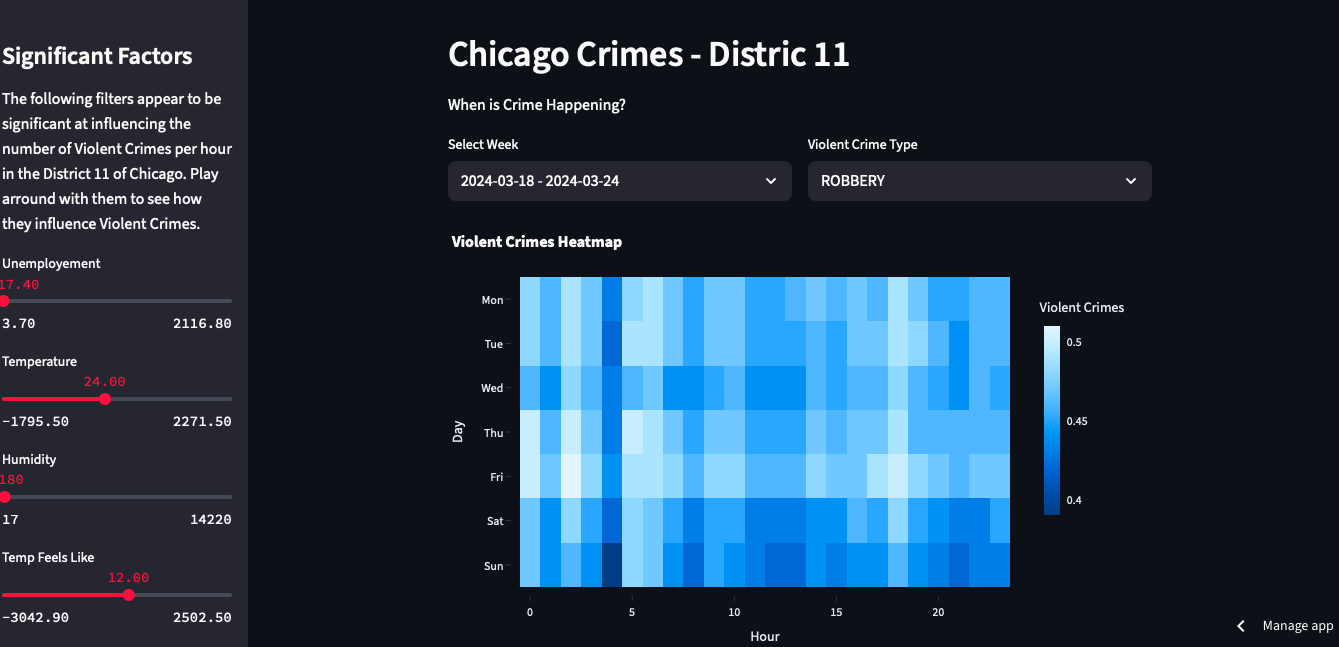 Significant Factors
The following filters appear to be
significant at influencing the
number of Violent Crimes per hour
in the District 11 of Chicago. Play
arround with them to see how
they influence Violent Crimes.
Unemployement
17.40
3.70 2116.80
Temperature
24.00
−1795.50 2271.50
Humidity
180
17 14220
Temp Feels Like
12.00
−3042.90 2502.50
Chicago Crimes - Distric 11
When is Crime Happening?
Select Week
2024-03-18 - 2024-03-24
Violent Crime Type
ROBBERY
Violent Crimes Heatmap
Day
Mon
Tue
Wed
Thu
Fri
Sat
Sun
0 5 10 15 20
Hour
Violent Crimes
0.5
0.45
0.4
Manage app